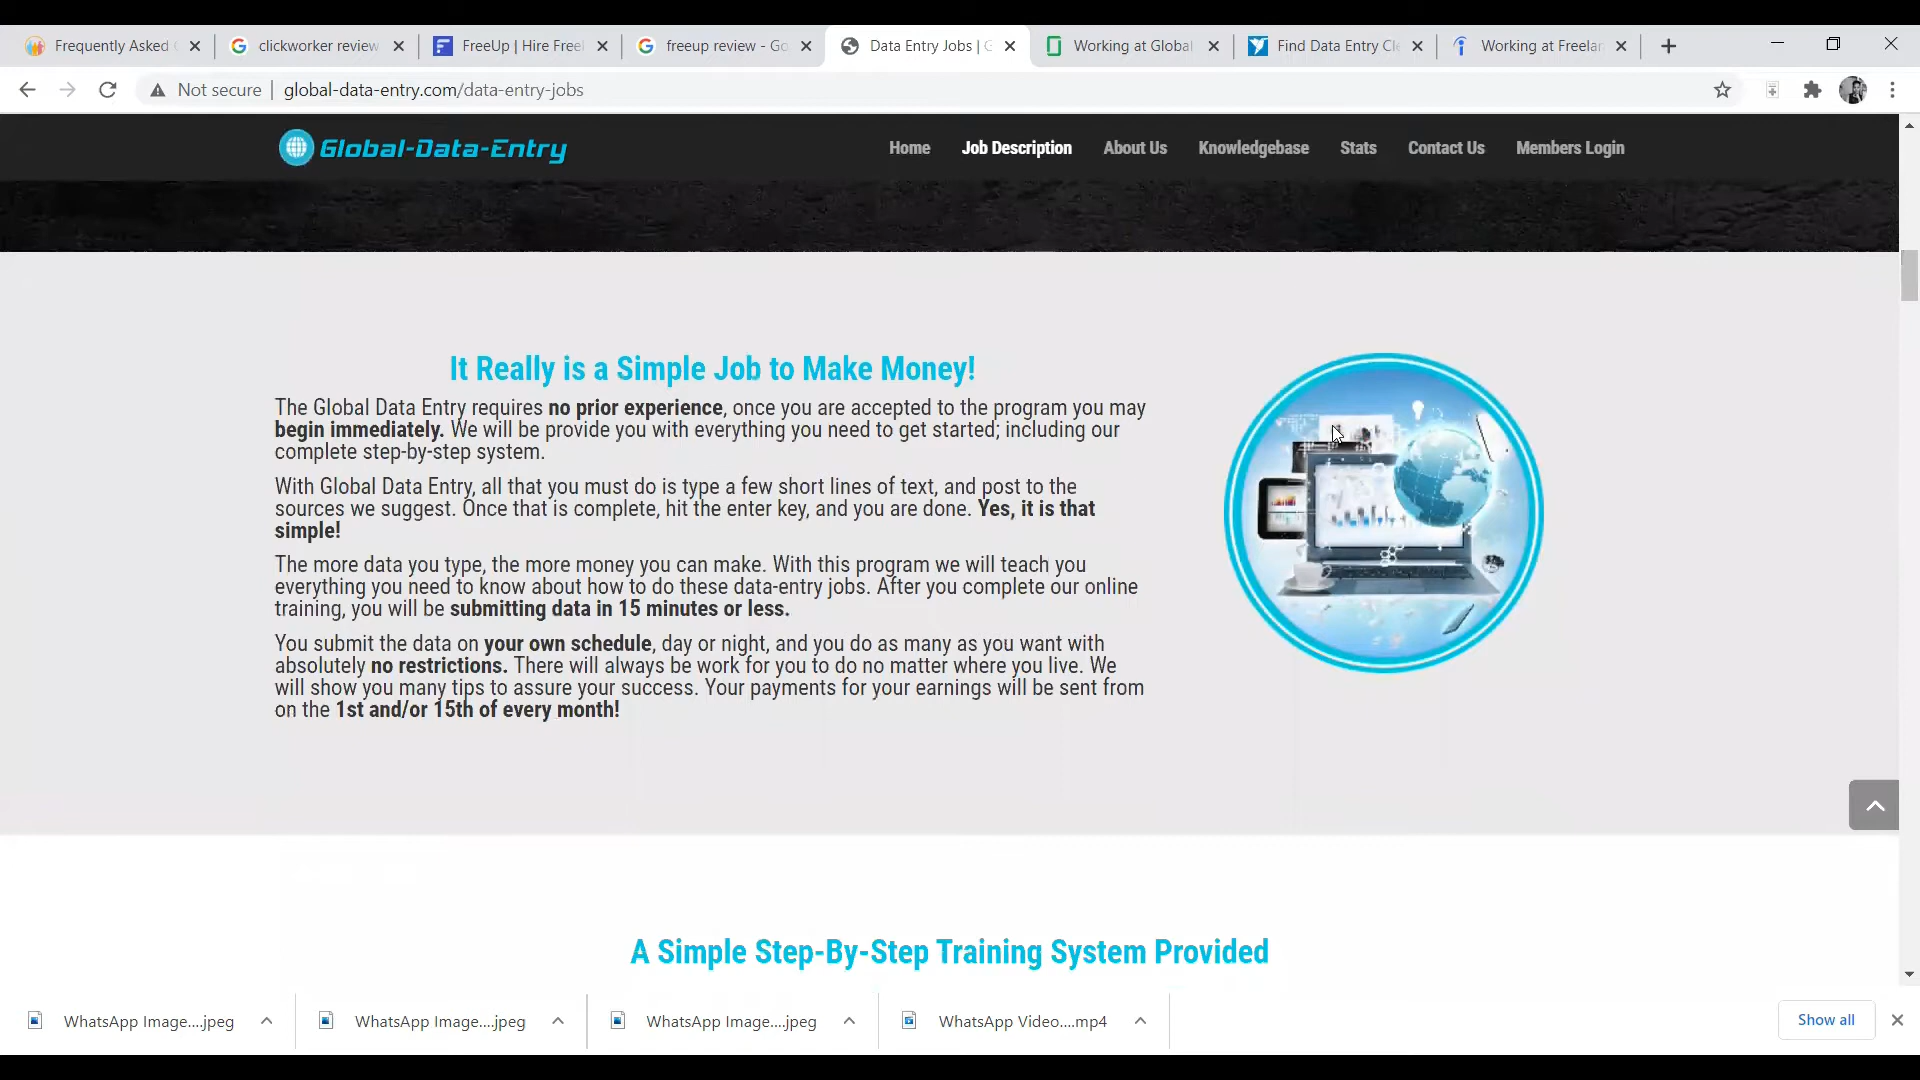 Frequently Asked
clickworker review
FreeUp | Hire Free
freeup review - Go
Data Entry Jobs | G
Working at Global
Find Data Entry Cl
Working at Freelan
Not secure
global-data-entry.com/data-entry-jobs
Global-Data-Entry
Home
Job Description
About Us
Knowledgebase
Stats
Contact Us
Members Login
It Really is a Simple Job to Make Money!
The Global Data Entry requires no prior experience, once you are accepted to the program you may
begin immediately. We will be provide you with everything you need to get started; including our
complete step-by-step system.
With Global Data Entry, all that you must do is type a few short lines of text, and post to the
sources we suggest. Once that is complete, hit the enter key, and you are done. Yes, it is that
simple!
The more data you type, the more money you can make. With this program we will teach you
everything you need to know about how to do these data-entry jobs. After you complete our online
training, you will be submitting data in 15 minutes or less.
You submit the data on your own schedule, day or night, and you do as many as you want with
absolutely no restrictions. There will always be work for you to do no matter where you live. We
will show you many tips to assure your success. Your payments for your earnings will be sent from
on the 1st and/or 15th of every month!
A Simple Step-By-Step Training System Provided
WhatsApp Image....jpeg
WhatsApp Image....jpeg
WhatsApp Image....jpeg
WhatsApp Video....mp4
Show all